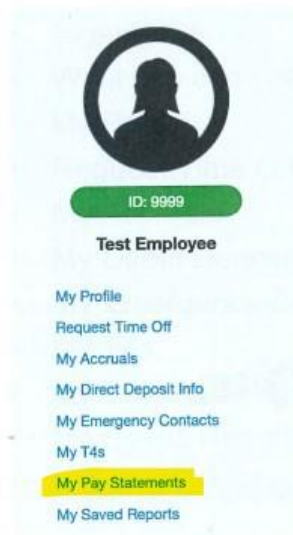 ID: 9999
Test Employee
My Profile
Request Time Off
My Accruals
My Direct Deposit Info
My Emergency Contacts
My T4s
My Pay Statements
My Saved Reports